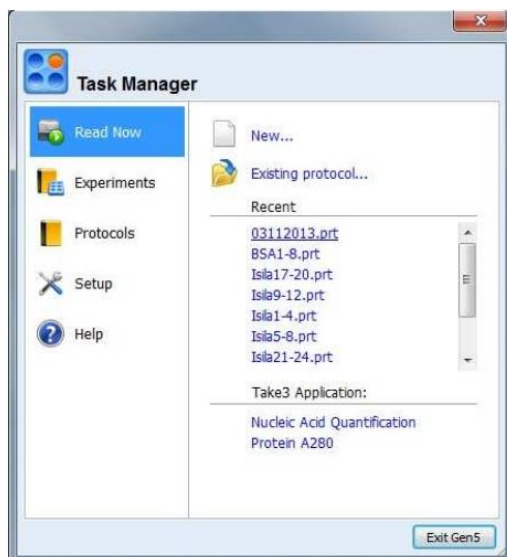 Task Manager
Read Now
Experiments
Protocols
Setup
Help
New...
Existing protocol...
Recent
03112013.prt
BSA1-8.prt
Isila17-20.prt
Isila9-12.prt
Isila1-4.prt
Isila5-8.prt
Isila21-24.prt
Take3 Application:
Nucleic Acid Quantification
Protein A280
Exit Gen5